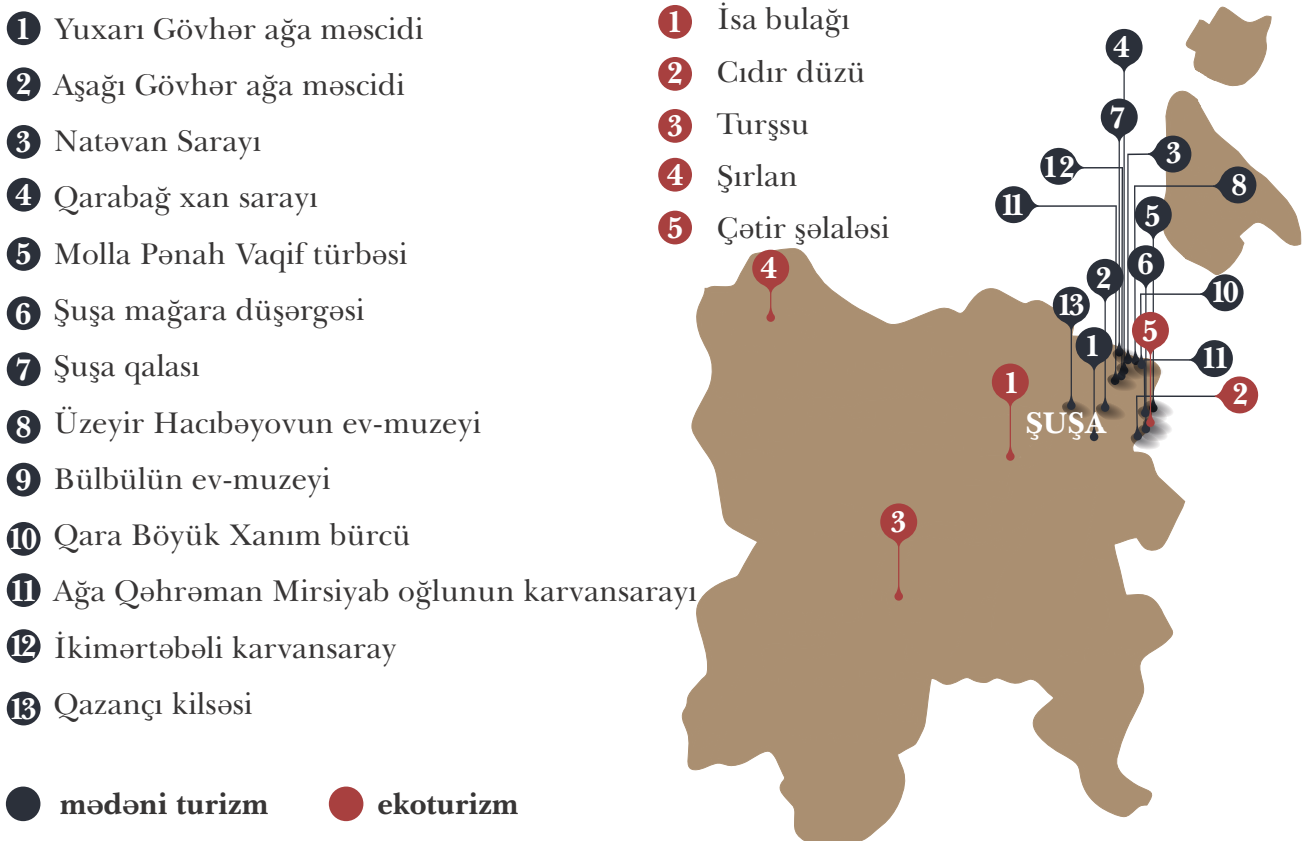 1 Yuxarı Gövhər ağa məscidi
2 Aşağı Gövhər ağa məscidi
3 Natəvan Sarayı
4 Qarabağ xan sarayı
5 Molla Pənah Vaqif türbəsi
6 Şuşa mağara düşərgəsi
7 Şuşa qalası
8 Üzeyir Hacıbəyovun ev-muzeyi
9 Bülbülün ev-muzeyi
10 Qara Böyük Xanım bürcü
11 Ağa Qəhrəman Mirsiyab oğlunun karvansarayı
12 İkimərtəbəli karvansaray
13 Qazançı kilsəsi
mədəni turizm
ekoturizm
1 İsa bulağı
2 Cıdır düzü
3 Turşsu
4 Şırlan
5 Çətir şəlaləsi
4
7
12
3
11
8
5
4
2
6
13
10
1
5
11
1
2
ŞUŞA
3